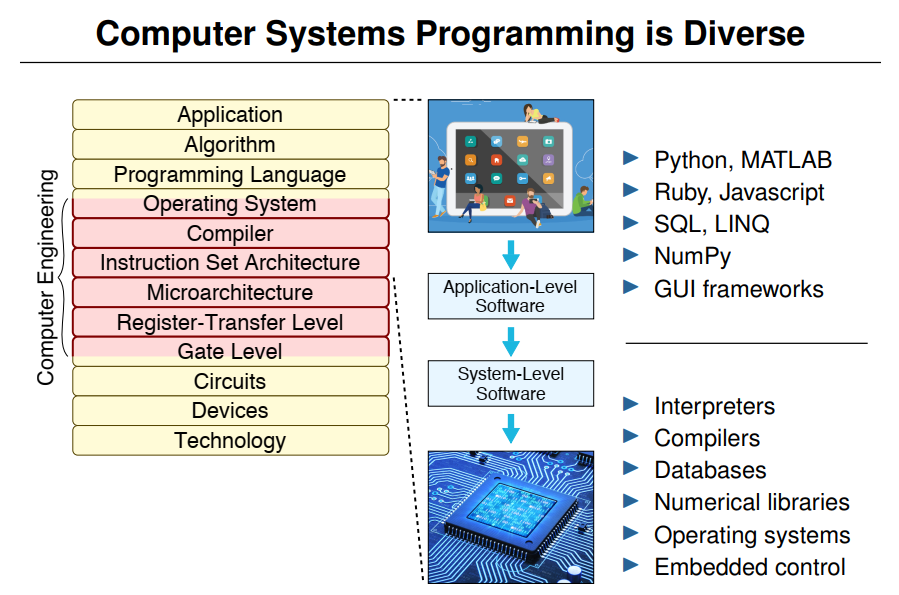 Computer Systems Programming is Diverse
Computer Engineering
Application
Algorithm
Programming Language
Operating System
Compiler
Instruction Set Architecture
Microarchitecture
Register-Transfer Level
Gate Level
Circuits
Devices
Technology
Application-Level
Software
System-Level
Software
Python, MATLAB
Ruby, Javascript
SQL, LINQ
NumPy
GUI frameworks
Interpreters
Compilers
Databases
Numerical libraries
Operating systems
Embedded control